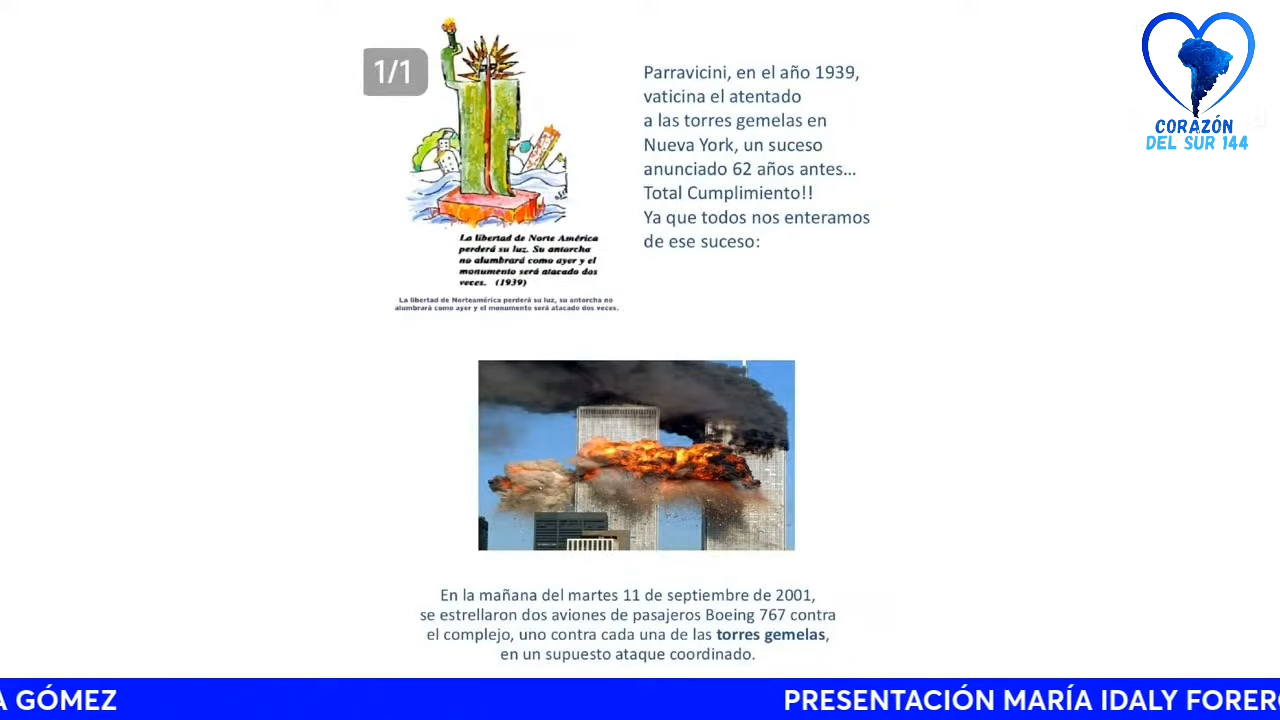 1/1
La libertad de Norte América
perderá su luz. Su antorcha
no alumbrará como ayer y el
monumento será atacado dos
veces. (1939)
La libertad de Norteamérica perderá su luz, su antorcha no
alumbrará como ayer y el monumento será atacado dos veces.
Parravicini, en el año 1939,
vaticina el atentado
a las torres gemelas en
Nueva York, un suceso
anunciado 62 años antes...
Total Cumplimiento!!
Ya que todos nos enteramos
de ese suceso:
CORAZÓN
DEL SUR 144
En la mañana del martes 11 de septiembre de 2001,
se estrellaron dos aviones de pasajeros Boeing 767 contra
el complejo, uno contra cada una de las torres gemelas,
en un supuesto ataque coordinado.
A GÓMEZ
PRESENTACIÓN MARÍA IDALY FORERO